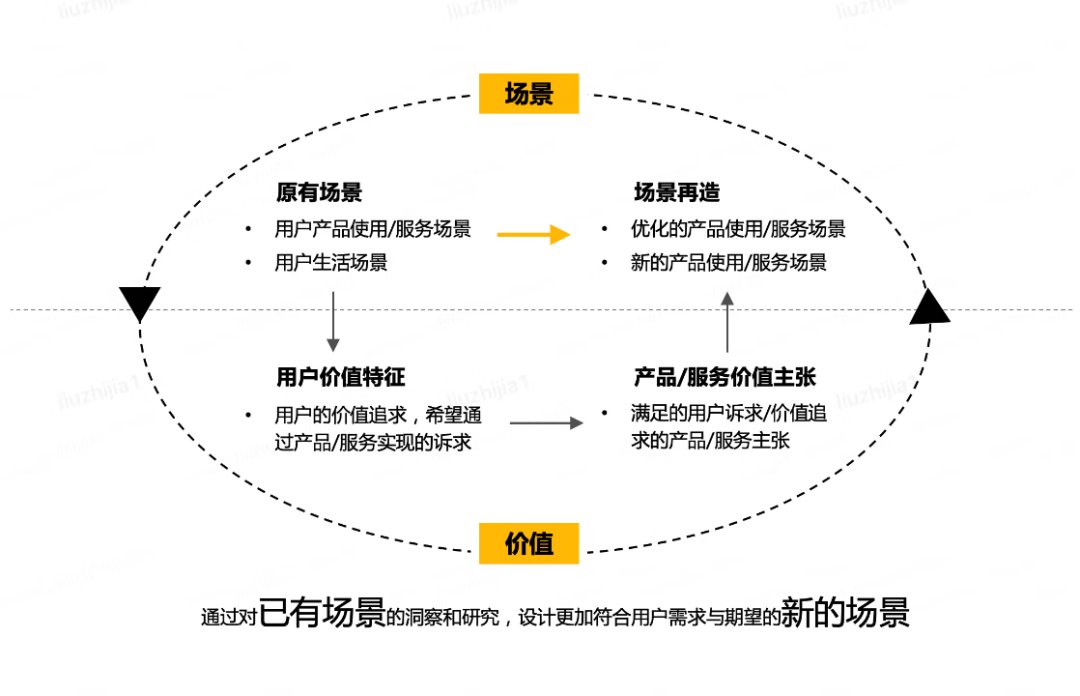 liuzhijia1
liuzhijia1
liuzhijia1
场景
原有场景
• 用户产品使用/服务场景
• 用户生活场景
场景再造
• 优化的产品使用/服务场景
• 新的产品使用/服务场景
用户价值特征
• 用户的价值追求，希望通
过产品/服务实现的诉求
产品/服务价值主张
• 满足的用户诉求/价值追
求的产品/服务主张
liuzhijia1
liuzhijia1
liuzhijia1
价值
通过对已有场景的洞察和研究，设计更加符合用户需求与期望的新的场景